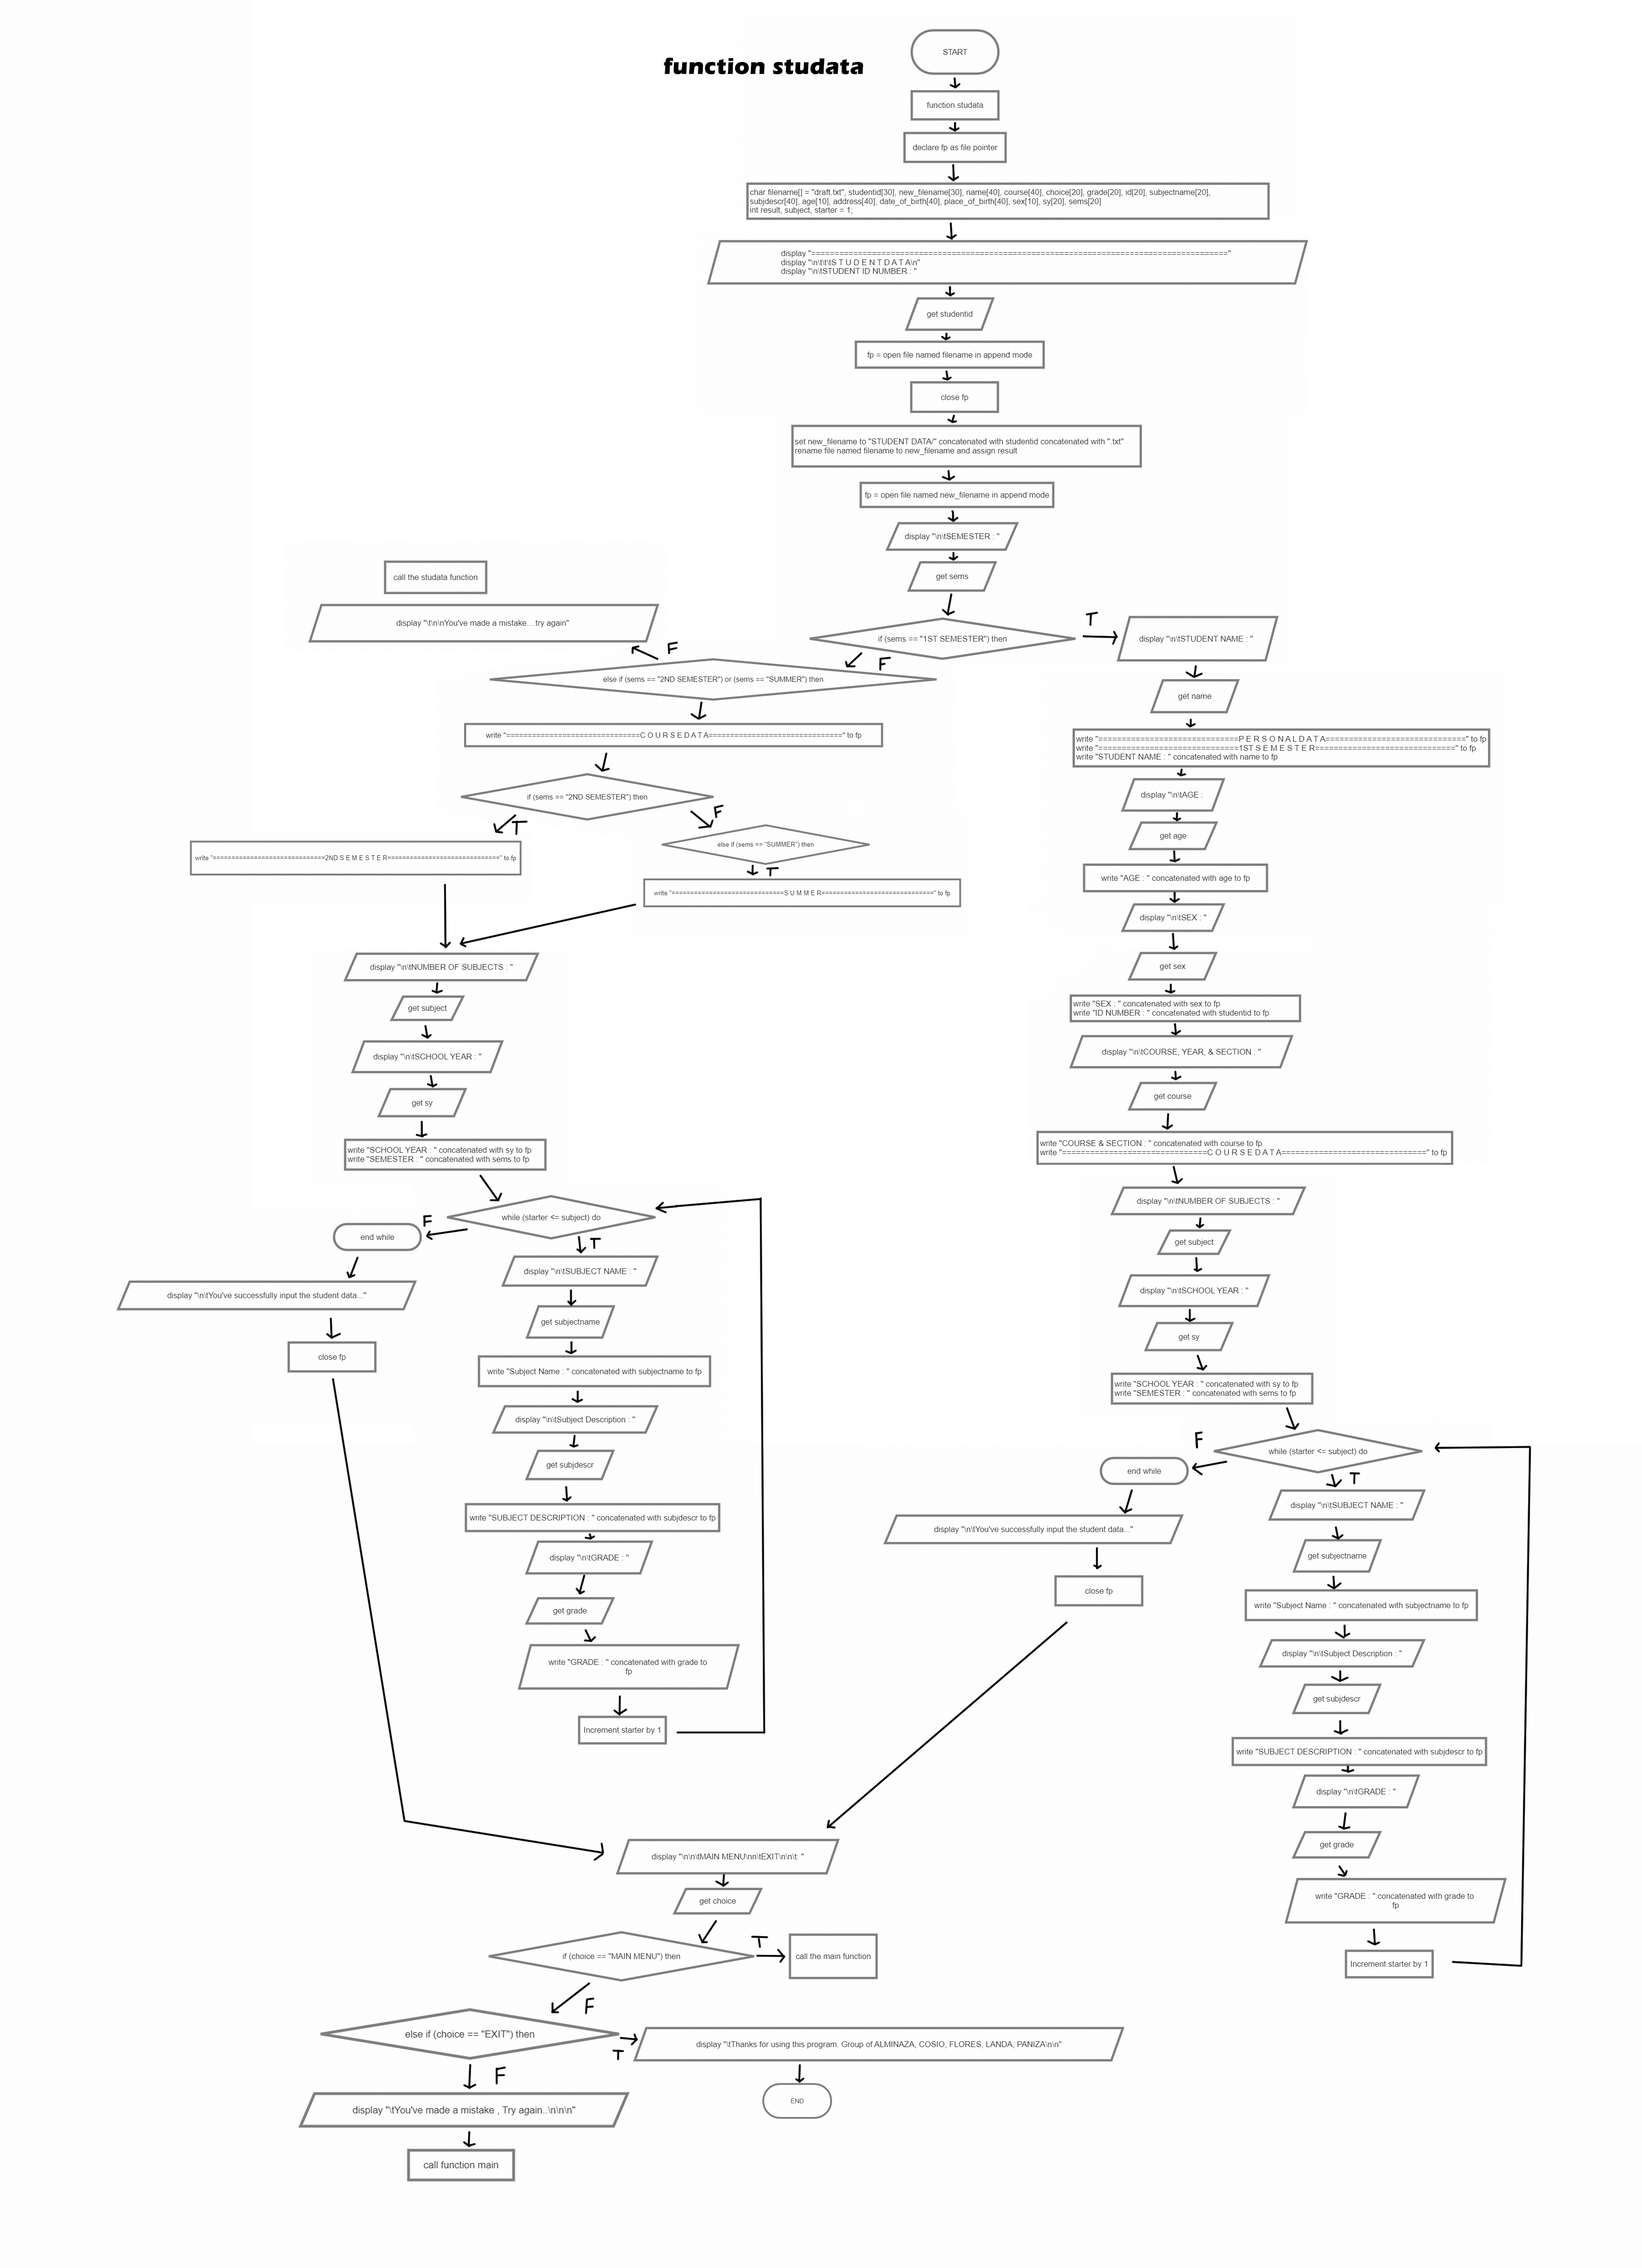 function studata
START
function studata
declare fp as file pointer
char filename[] = "draft.txt", studentid[30], new_filename[30], name[40], course[40], choice[20], grade[20], id[20], subjectname[20],
subjdescr[40], age[10], address[40], date_of_birth[40], place_of_birth[40], sex[10], sy[20], sems[20]
int result, subject, starter = 1;
display "========================================================================================="
display "\n\t\t\tS T U D E N T D A T A\n"
display "\n\tSTUDENT ID NUMBER : "
get studentid
fp = open file named filename in append mode
close fp
set new_filename to "STUDENT DATA/" concatenated with studentid concatenated with ".txt"
rename file named filename to new_filename and assign result
fp = open file named new_filename in append mode
display "\n\tSEMESTER : "
get sems
if (sems == "1ST SEMESTER") then
T
F
display "\n\tSTUDENT NAME : "
get name
write "==============================P E R S O N A L D A T A==============================" to fp
write "==============================1ST S E M E S T E R==============================" to fp
write "STUDENT NAME : " concatenated with name to fp
display "\n\tAGE :
get age
write "AGE : " concatenated with age to fp
display "\n\tSEX : "
get sex
write "SEX : " concatenated with sex to fp
write "ID NUMBER : " concatenated with studentid to fp
display "\n\tCOURSE, YEAR, & SECTION : "
get course
write "COURSE & SECTION : " concatenated with course to fp
write "===============================C O U R S E D A T A===============================" to fp
display "\n\tNUMBER OF SUBJECTS : "
get subject
display "\n\tSCHOOL YEAR : "
get sy
write "SCHOOL YEAR : " concatenated with sy to fp
write "SEMESTER : " concatenated with sems to fp
while (starter <= subject) do
F
T
end while
display "\n\tYou've successfully input the student data..."
close fp
display "\n\tSUBJECT NAME : "
get subjectname
write "Subject Name : " concatenated with subjectname to fp
display "\n\tSubject Description : "
get subjdescr
write "SUBJECT DESCRIPTION : " concatenated with subjdescr to fp
display "\n\tGRADE : "
get grade
write "GRADE : " concatenated with grade to
fp
Increment starter by 1
call the studata function
display "\t\n\nYou've made a mistake....try again"
F
else if (sems == "2ND SEMESTER") or (sems == "SUMMER") then
write "=============================C O U R S E D A T A=============================" to fp
if (sems == "2ND SEMESTER") then
T
F
write "==============================2ND S E M E S T E R==============================" to fp
else if (sems == "SUMMER") then
T
write "==============================S U M M E R==============================" to fp
display "\n\tNUMBER OF SUBJECTS : "
get subject
display "\n\tSCHOOL YEAR : "
get sy
write "SCHOOL YEAR : " concatenated with sy to fp
write "SEMESTER : " concatenated with sems to fp
while (starter <= subject) do
F
T
end while
display "\n\tYou've successfully input the student data..."
close fp
display "\n\tSUBJECT NAME : "
get subjectname
write "Subject Name : " concatenated with subjectname to fp
display "\n\tSubject Description : "
get subjdescr
write "SUBJECT DESCRIPTION : " concatenated with subjdescr to fp
display "\n\tGRADE : "
get grade
write "GRADE : " concatenated with grade to
fp
Increment starter by 1
display "\n\n\tMAIN MENU\nn\tEXIT\n\n\t: "
get choice
if (choice == "MAIN MENU") then
T
call the main function
F
else if (choice == "EXIT") then
T
display "\tThanks for using this program. Group of ALMINAZA, COSIO, FLORES, LANDA, PANIZA\n\n"
END
F
display "\tYou've made a mistake , Try again..\n\n\n"
call function main